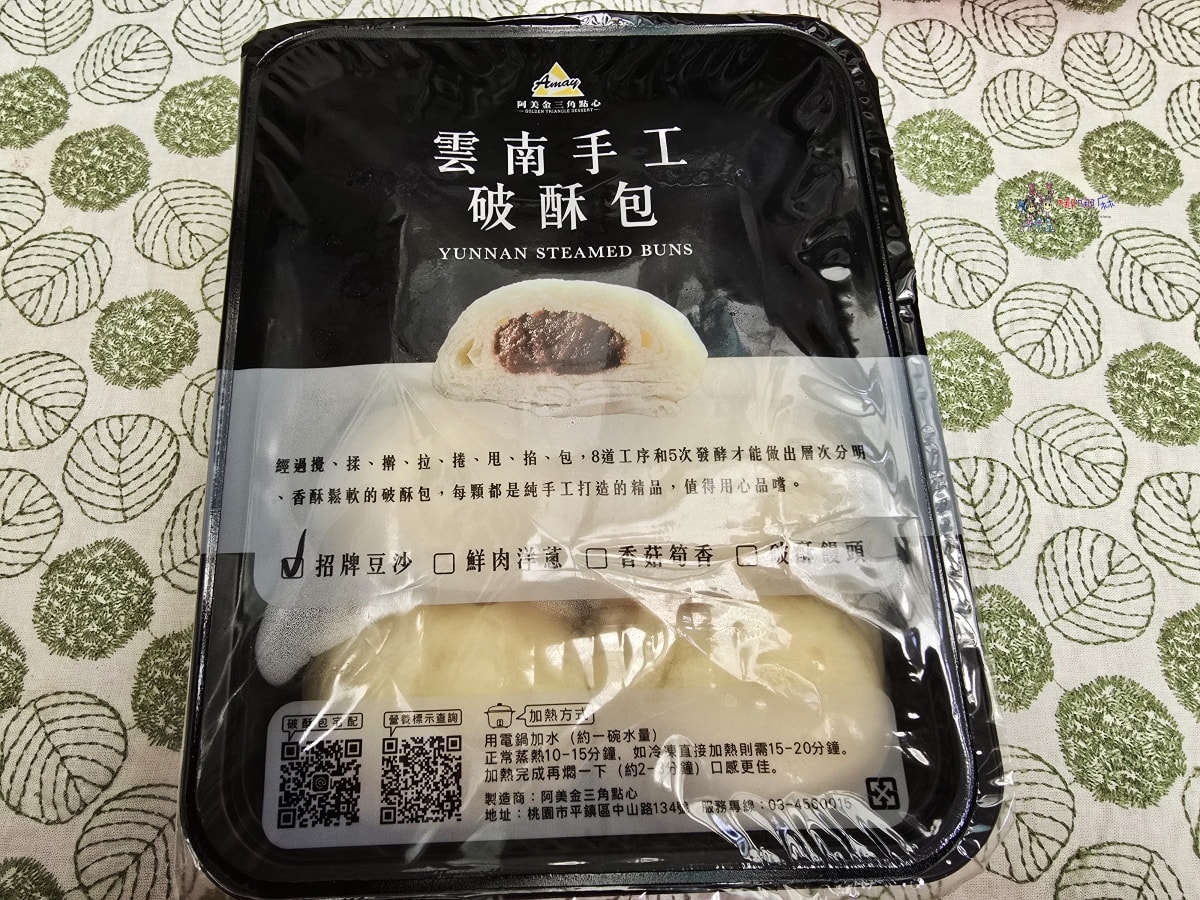 Amay
阿美金三角點心
GOLDEN TRIANGLE DESSERT
雲南手工
破酥包
YUNNAN STEAMED BUNS
經過攪、揉、擀、拉、捲、甩、掐、包，8道工序和5次發酵才能做出層次分明
、香酥鬆軟的破酥包，每顆都是純手工打造的精品，值得用心品嚐。
招牌豆沙 鮮肉洋蔥 香菇筍香 破酥饅頭
破酥包宅配 營養標示查詢 加熱方式
用電鍋加水（約一碗水量）
正常蒸熱10-15分鐘，如冷凍直接加熱則需15-20分鐘。
加熱完成再燜一下（約2-3分鐘）口感更佳。
製造商：阿美金三角點心
地址：桃園市平鎮區中山路134號 服務專線：03-4560015